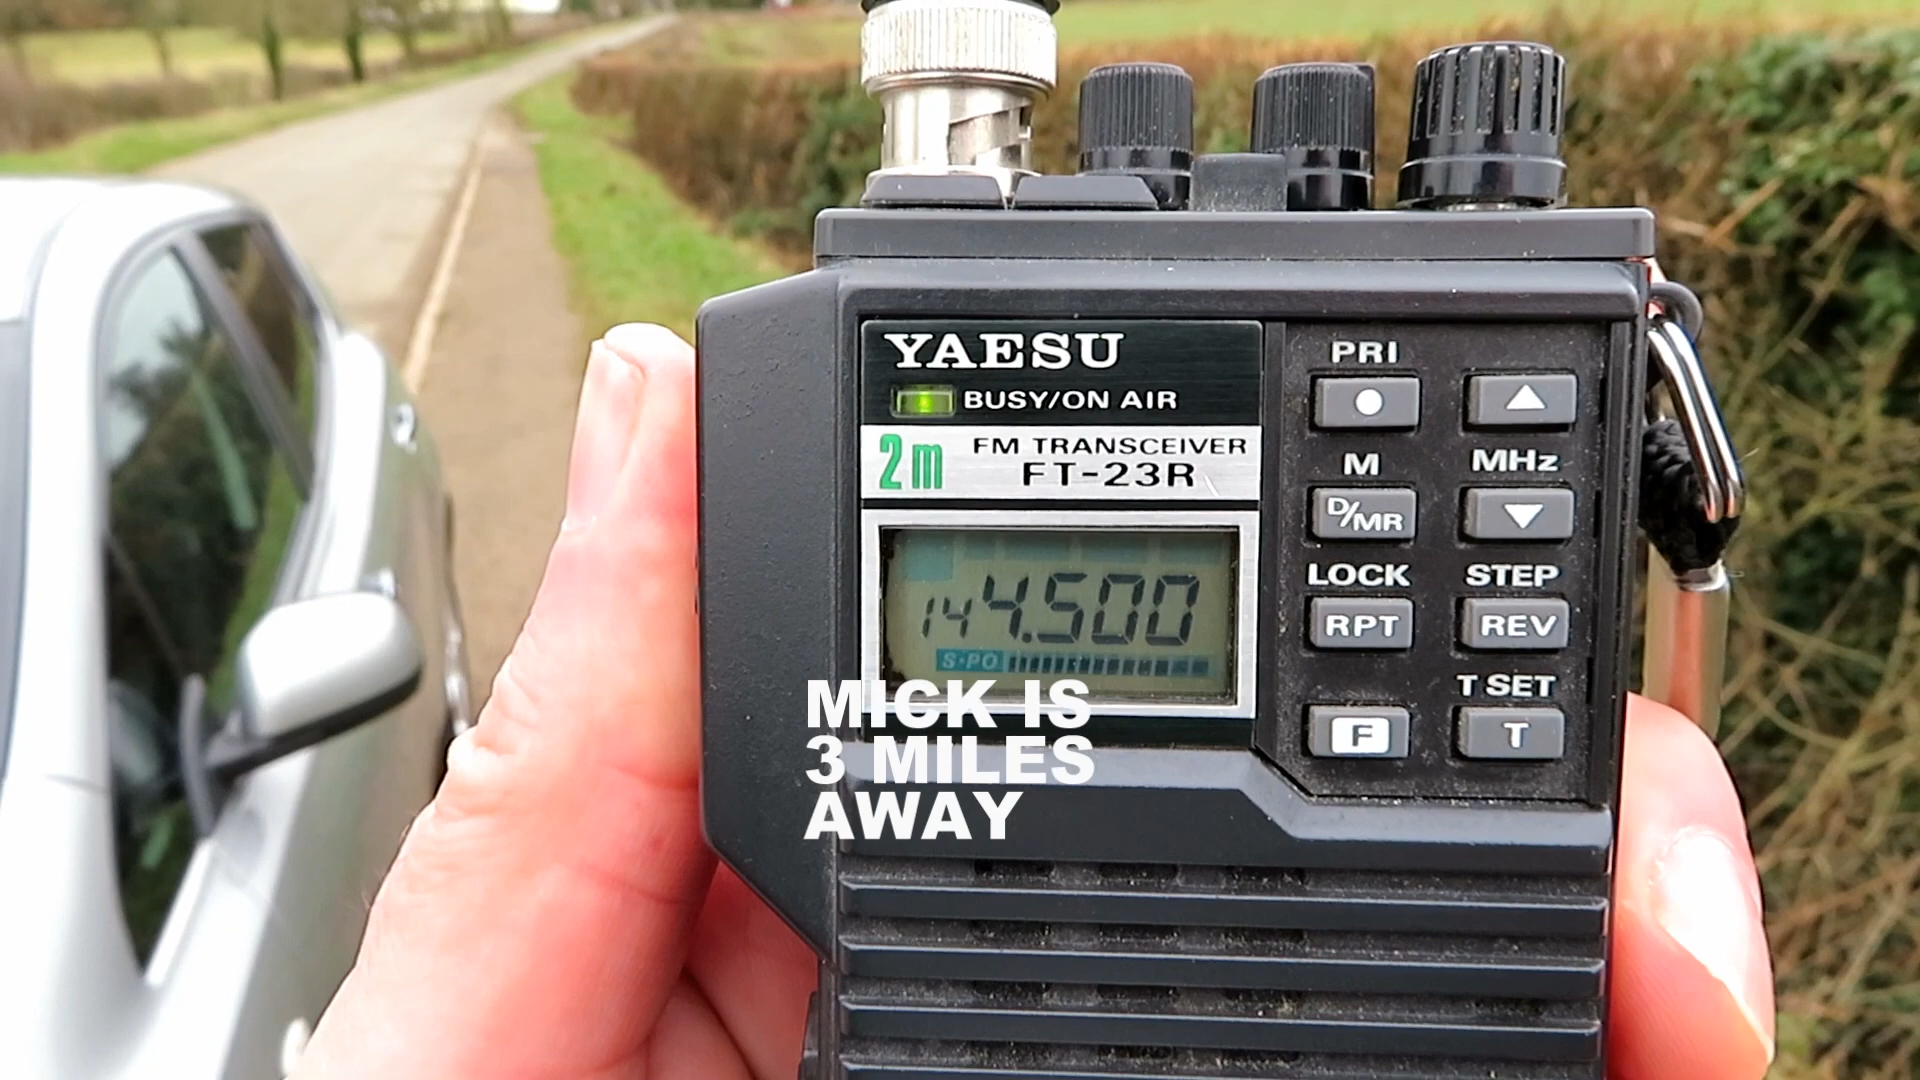 YAESU
BUSY/ON AIR
2m
FM TRANSCEIVER
FT-23R
144.500
S·PO
PRI
M
MHz
D/MR
LOCK
STEP
RPT
REV
T SET
F
T
MICK IS
3 MILES
AWAY